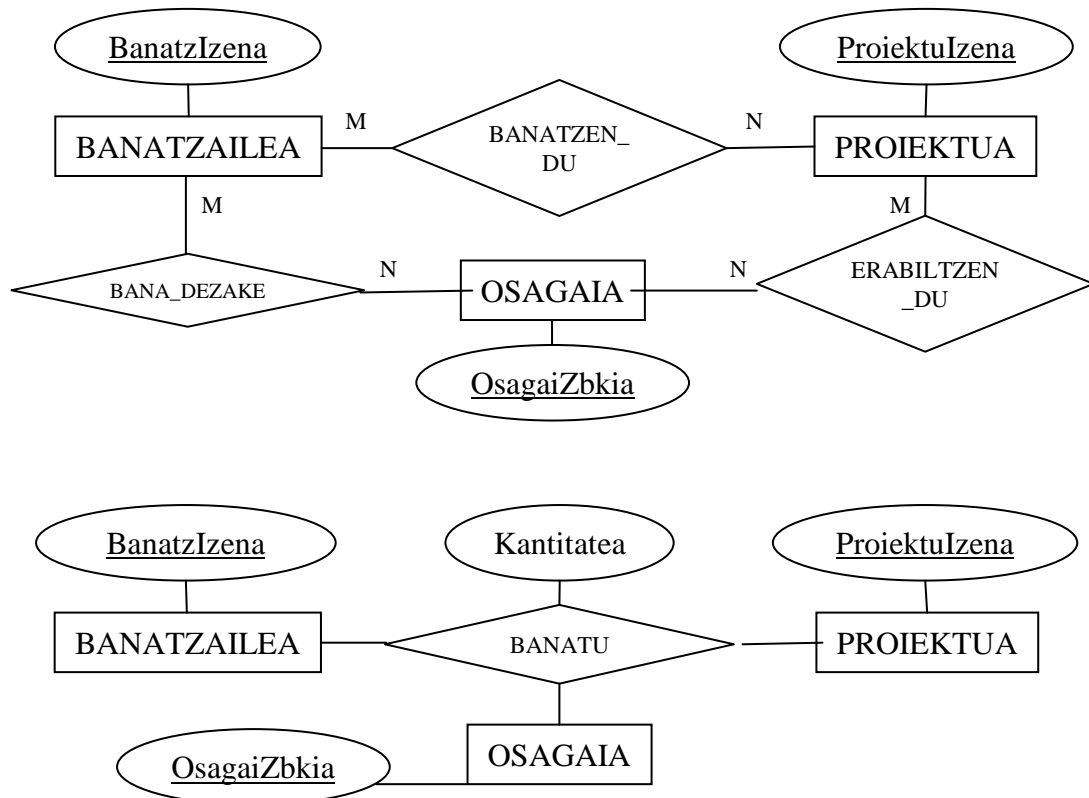 BanatzIzena
ProiektuIzena
BANATZAILEA
M
BANATZEN_
DU
N
PROIEKTUA
M
M
BANA_DEZAKE
N
OSAGAIA
N
ERABILTZEN
_DU
OsagaiZbkia
BanatzIzena
Kantitatea
ProiektuIzena
BANATZAILEA
BANATU
PROIEKTUA
OSAGAIA
OsagaiZbkia